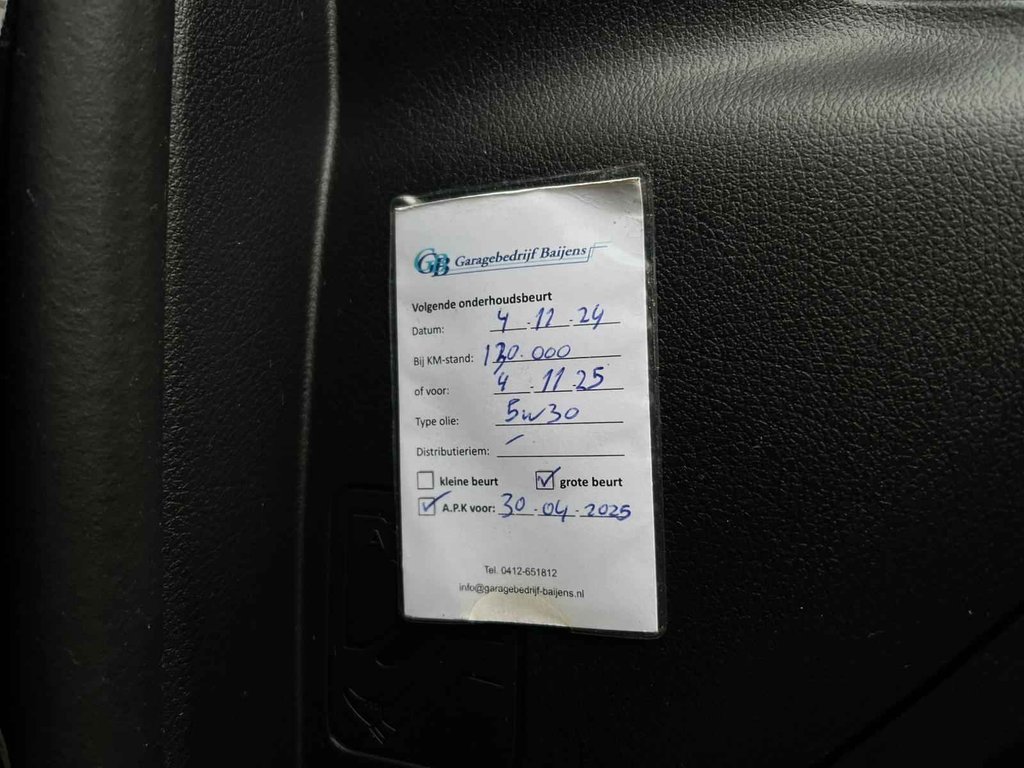 GB Garagebedrijf Baijens
Volgende onderhoudsbeurt
Datum: 4.11.24
Bij KM-stand: 130.000
of voor: 4.11.25
Type olie: 5w30
Distributieriem: -
kleine beurt grote beurt
A.P.K voor: 30.04.2025
Tel. 0412-651812
info@garagebedrijf-baijens.nl